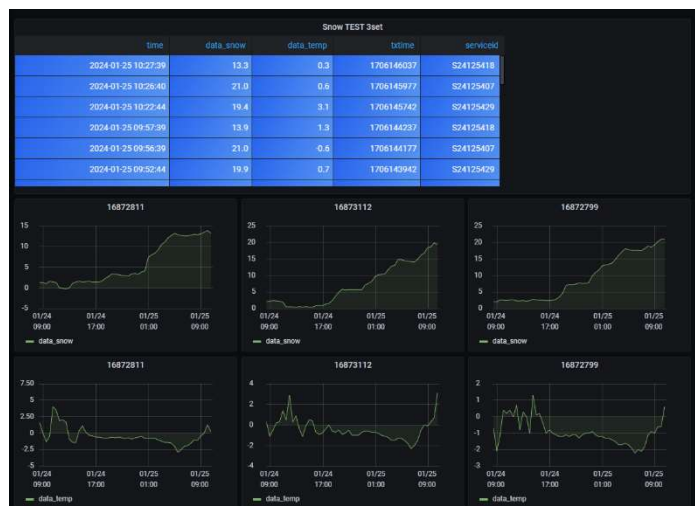 Snow TEST 3set
time data_snow data_temp txtime serviceid
2024-01-25 10:27:39 13.3 0.3 1706146037 S24125418
2024-01-25 10:26:40 21.0 0.6 1706145977 S24125407
2024-01-25 10:22:44 19.4 3.1 1706145742 S24125429
2024-01-25 09:57:39 13.9 1.3 1706144237 S24125418
2024-01-25 09:56:39 21.0 -0.6 1706144177 S24125407
2024-01-25 09:52:44 19.9 0.7 1706143942 S24125429
16872811 16873112 16872799
15 25 25
10 20 20
5 15 15
0 10 10
-5 5 5
0 0
01/24 01/24 01/25 01/25 01/24 01/24 01/25 01/25 01/24 01/24 01/25 01/25
09:00 17:00 01:00 09:00 09:00 17:00 01:00 09:00 09:00 17:00 01:00 09:00
data_snow data_snow data_snow
16872811 16873112 16872799
7.50 4 2
5 2 1
2.50 0 0
0 -2 -1
-2.5 -4 -2
-5 -3
01/24 01/24 01/25 01/25 01/24 01/24 01/25 01/25 01/24 01/24 01/25 01/25
09:00 17:00 01:00 09:00 09:00 17:00 01:00 09:00 09:00 17:00 01:00 09:00
data_temp data_temp data_temp